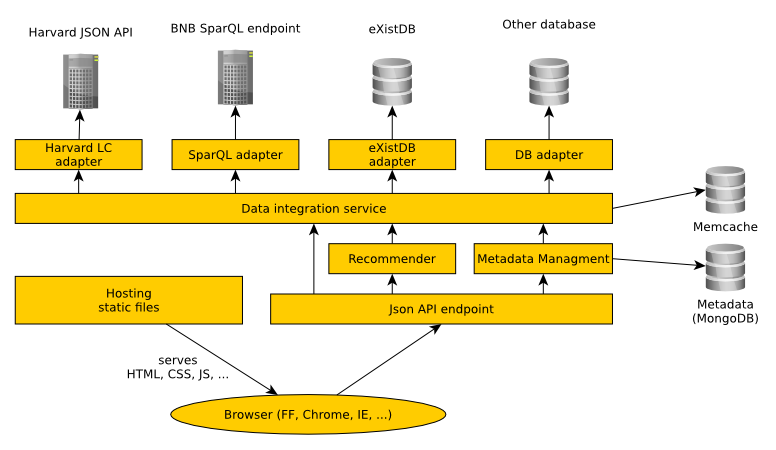 Harvard JSON API
BNB SparQL endpoint
eXistDB
Other database
Harvard LC
adapter
SparQL adapter
eXistDB
adapter
DB adapter
Data integration service
Memcache
Recommender
Metadata Managment
Metadata
(MongoDB)
Hosting
static files
Json API endpoint
serves
HTML, CSS, JS, ...
Browser (FF, Chrome, IE, ...)